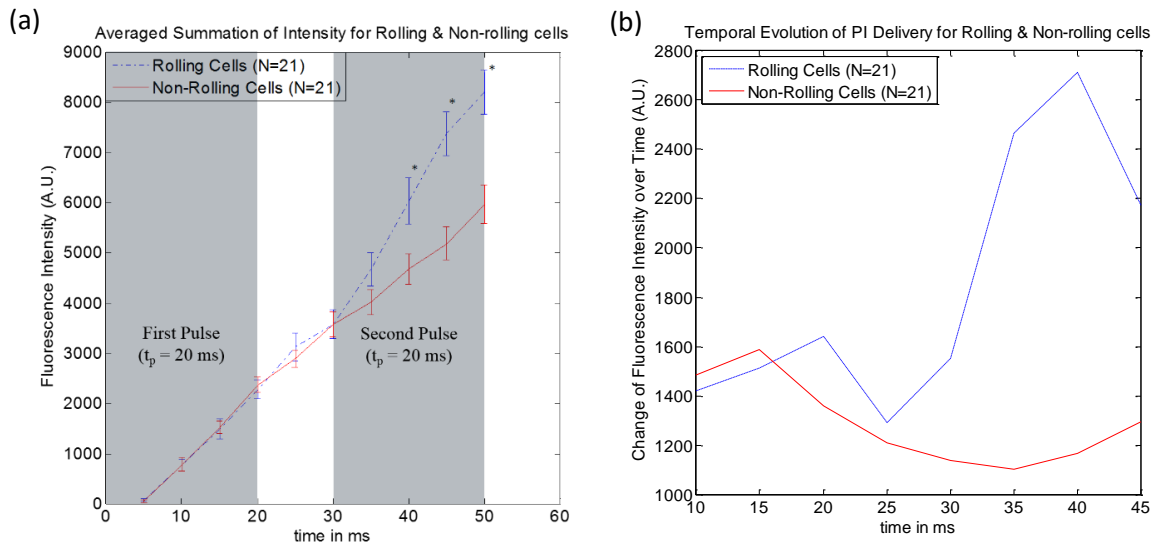 (a)
Averaged Summation of Intensity for Rolling & Non-rolling cells
Fluorescence Intensity (A.U.)
9000
8000
7000
6000
5000
4000
3000
2000
1000
0
Rolling Cells (N=21)
Non-Rolling Cells (N=21)
*
*
*
First Pulse
(tp = 20 ms)
Second Pulse
(tp = 20 ms)
0 10 20 30 40 50 60
time in ms
(b)
Temporal Evolution of PI Delivery for Rolling & Non-rolling cells
Change of Fluorescence Intensity over Time (A.U.)
2800
2600
2400
2200
2000
1800
1600
1400
1200
1000
Rolling Cells (N=21)
Non-Rolling Cells (N=21)
10 15 20 25 30 35 40 45
time in ms